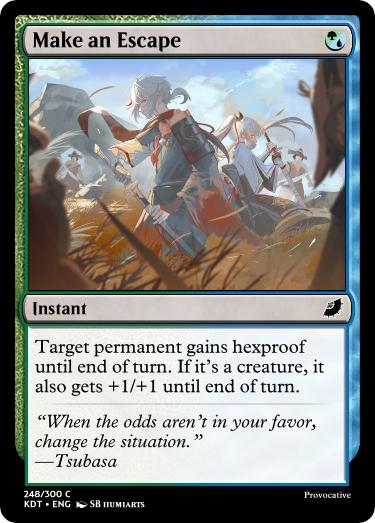 Make an Escape
Instant
Target permanent gains hexproof
until end of turn. If it's a creature, it
also gets +1/+1 until end of turn.
"When the odds aren't in your favor,
change the situation."
—Tsubasa
248/300 C
KDT • ENG SB HUMIARTS
Provocative